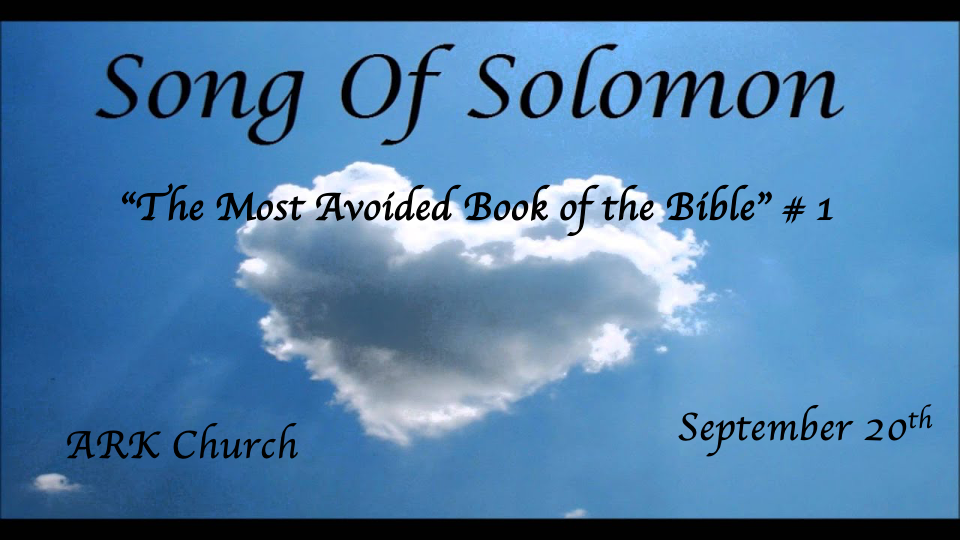 Song Of Solomon
“The Most Avoided Book of the Bible” # 1
ARK Church
September 20th